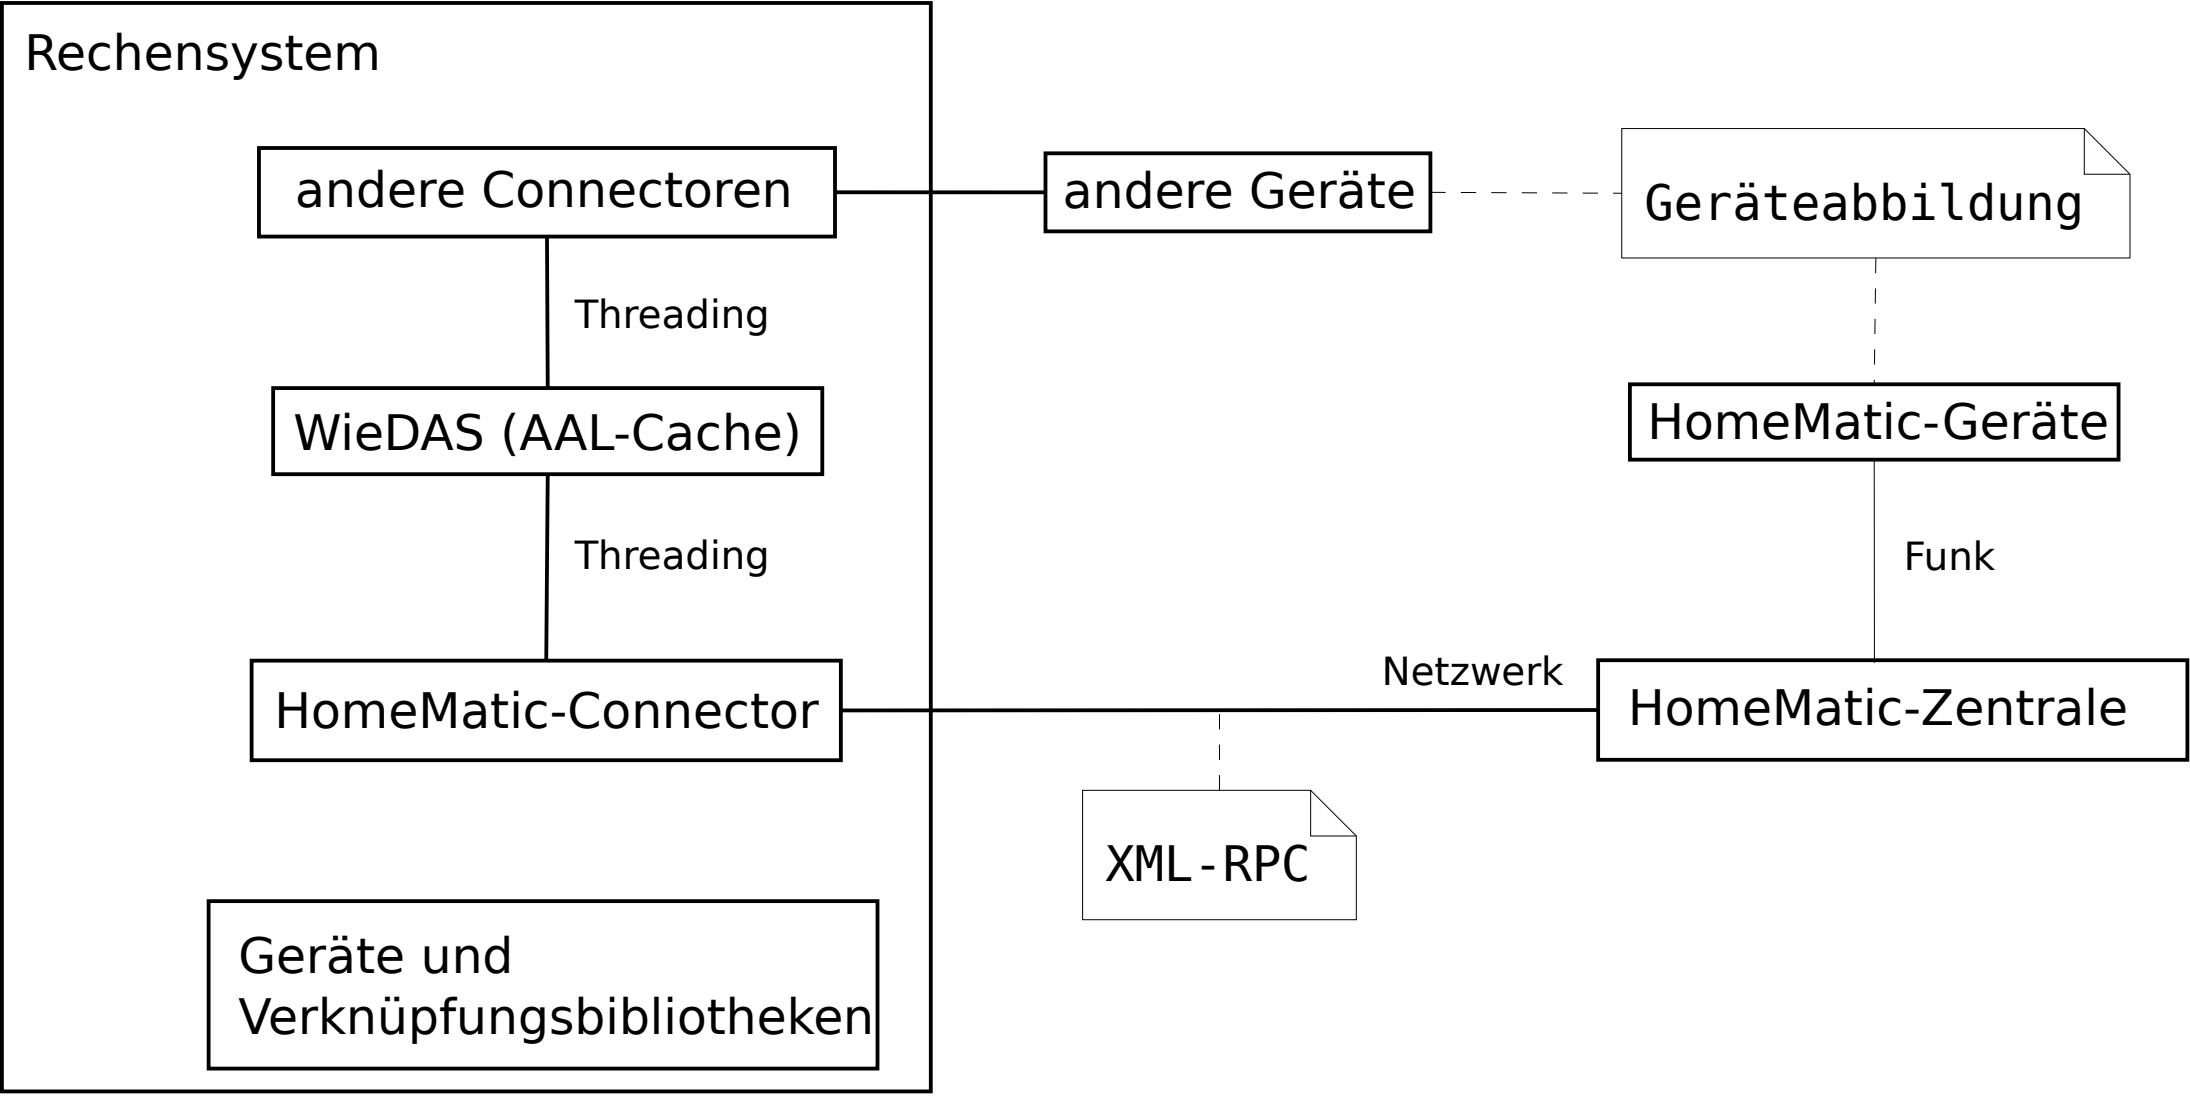 Rechensystem
andere Connectoren
andere Geräte
Geräteabbildung
Threading
WieDAS (AAL-Cache)
HomeMatic-Geräte
Threading
Funk
Netzwerk
HomeMatic-Connector
HomeMatic-Zentrale
XML-RPC
Geräte und
Verknüpfungsbibliotheken